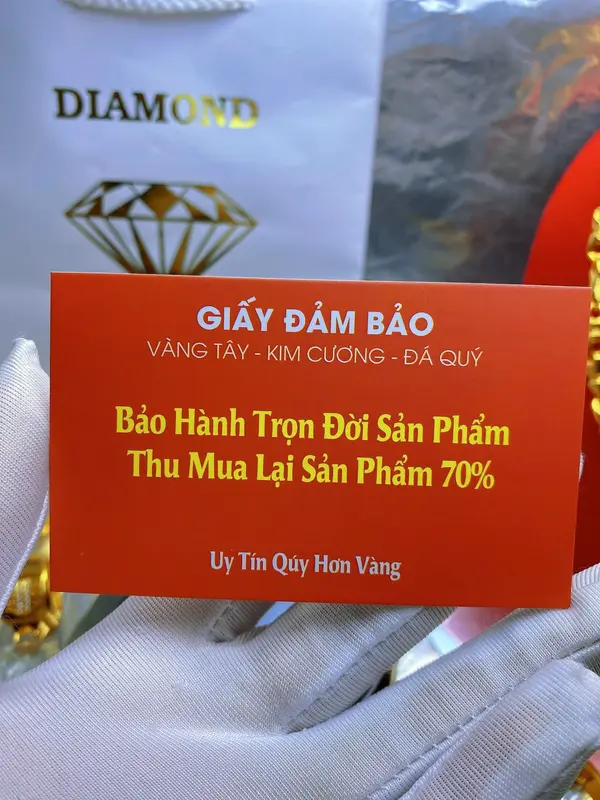 DIAMOND
GIẤY ĐẢM BẢO
VÀNG TÂY - KIM CƯƠNG - ĐÁ QUÝ
Bảo Hành Trọn Đời Sản Phẩm
Thu Mua Lại Sản Phẩm 70%
Uy Tín Qúy Hơn Vàng